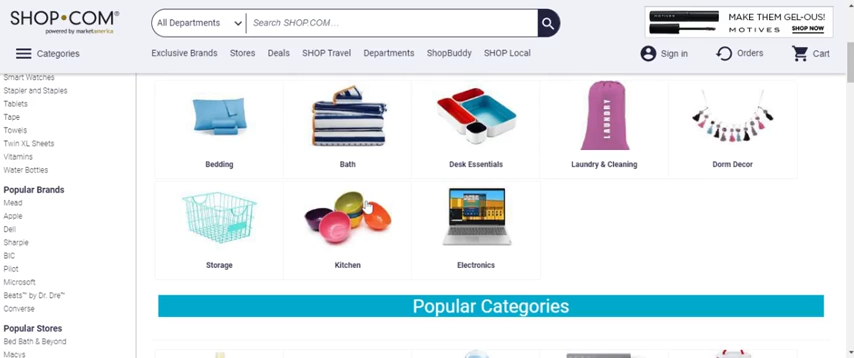 SHOP•COM®
powered by marketamerica
All Departments
Search SHOP.COM...
MAKE THEM GEL-OUS!
MOTIVES SHOP NOW
Categories
Exclusive Brands Stores Deals SHOP Travel Departments ShopBuddy SHOP Local
Sign in Orders Cart
Smart Watches
Stapler and Staples
Tablets
Tape
Towels
Twin XL Sheets
Vitamins
Water Bottles
Popular Brands
Mead
Apple
Dell
Sharpie
BIC
Pilot
Microsoft
Beats™ by Dr. Dre™
Converse
Popular Stores
Bed Bath & Beyond
Macys
Bedding Bath Desk Essentials Laundry & Cleaning Dorm Decor
LAUNDRY
Storage Kitchen Electronics
Popular Categories